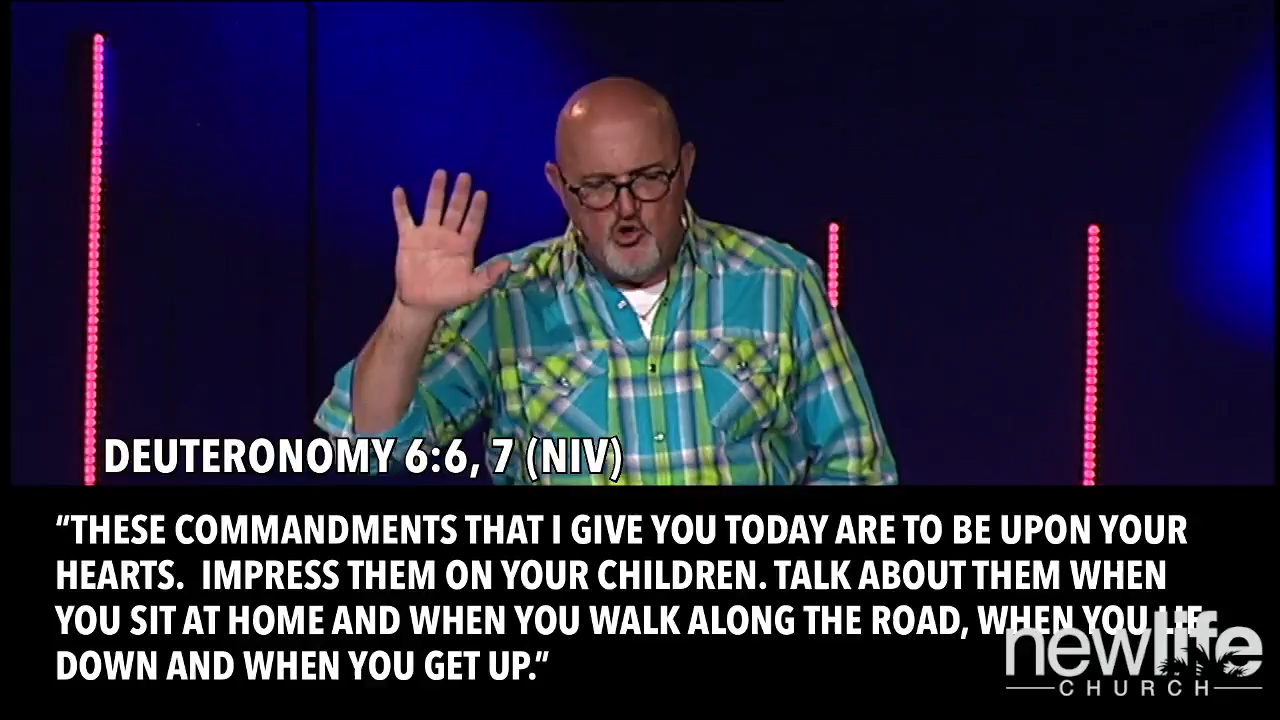 DEUTERONOMY 6:6, 7 (NIV)
“THESE COMMANDMENTS THAT I GIVE YOU TODAY ARE TO BE UPON YOUR
HEARTS.  IMPRESS THEM ON YOUR CHILDREN. TALK ABOUT THEM WHEN
YOU SIT AT HOME AND WHEN YOU WALK ALONG THE ROAD, WHEN YOU LIE
DOWN AND WHEN YOU GET UP.”
newlife
CHURCH